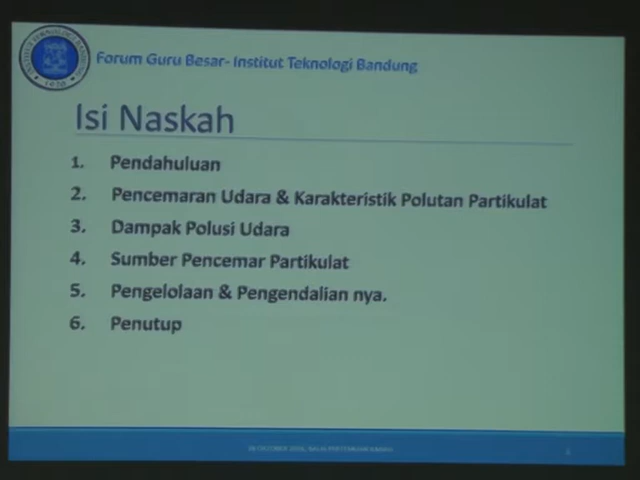 Forum Guru Besar- Institut Teknologi Bandung
Isi Naskah
1. Pendahuluan
2. Pencemaran Udara & Karakteristik Polutan Partikulat
3. Dampak Polusi Udara
4. Sumber Pencemar Partikulat
5. Pengelolaan & Pengendalian nya.
6. Penutup